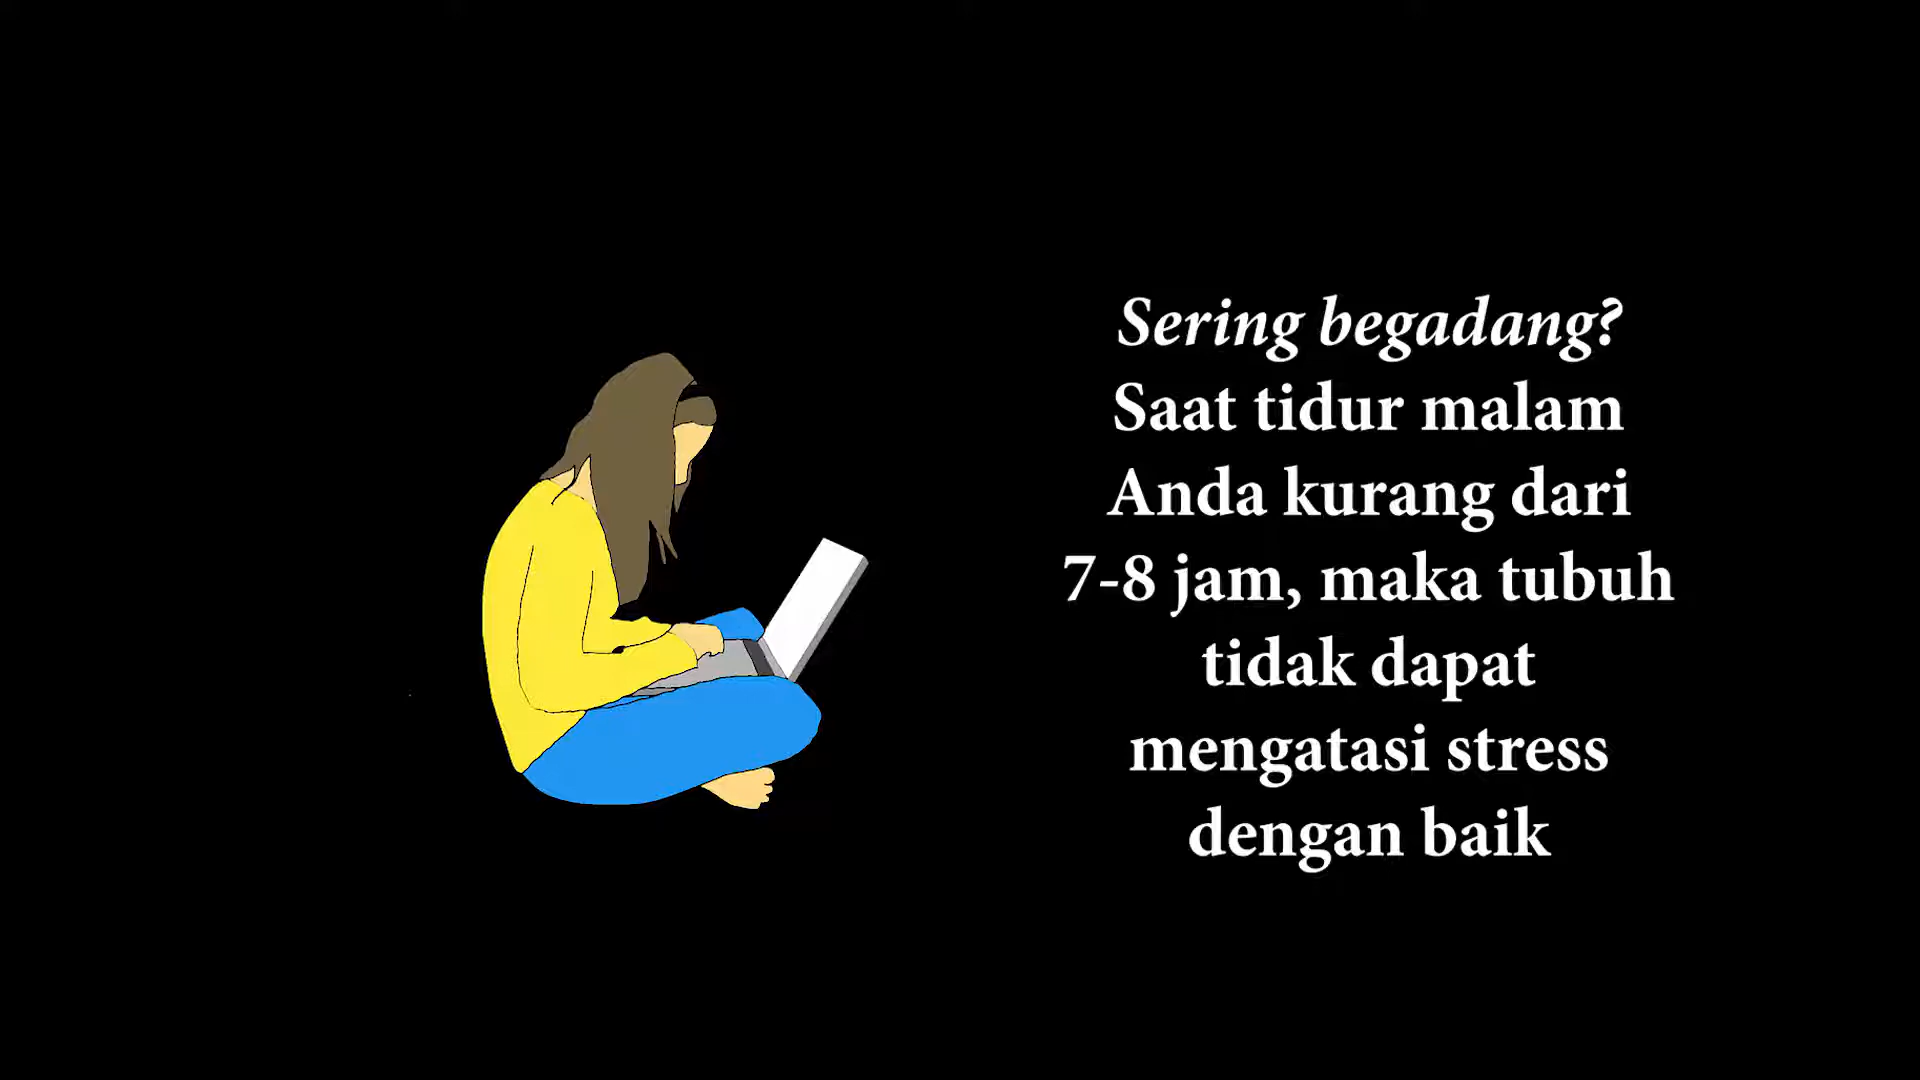 Sering begadang?
Saat tidur malam
Anda kurang dari
7-8 jam, maka tubuh
tidak dapat
mengatasi stress
dengan baik